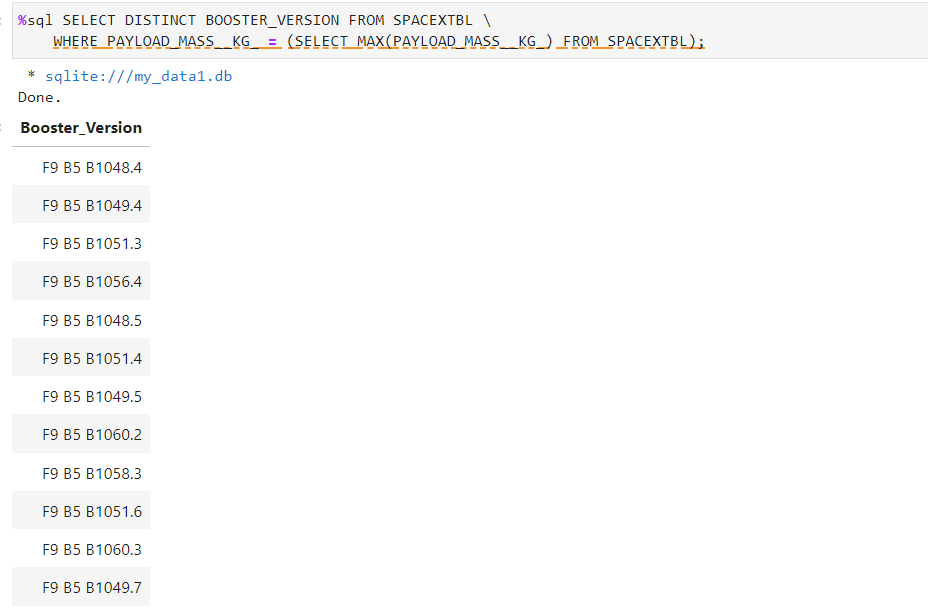 %sql SELECT DISTINCT BOOSTER_VERSION FROM SPACEXTBL \
WHERE PAYLOAD_MASS__KG_ = (SELECT MAX(PAYLOAD_MASS__KG_) FROM SPACEXTBL);
* sqlite:///my_data1.db
Done.
Booster_Version
F9 B5 B1048.4
F9 B5 B1049.4
F9 B5 B1051.3
F9 B5 B1056.4
F9 B5 B1048.5
F9 B5 B1051.4
F9 B5 B1049.5
F9 B5 B1060.2
F9 B5 B1058.3
F9 B5 B1051.6
F9 B5 B1060.3
F9 B5 B1049.7